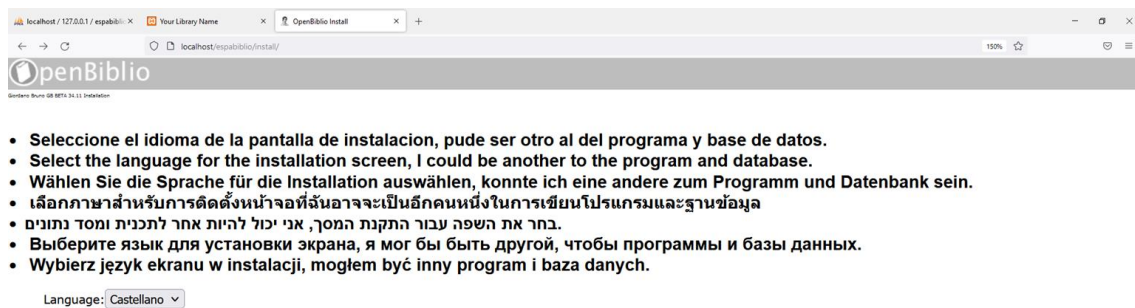 localhost / 127.0.0.1 / espabiblio
Your Library Name
OpenBiblio Install
localhost/espabiblio/install/
150%
OpenBiblio
Giordano Bruno GB BETA 24.11 Installation
Seleccione el idioma de la pantalla de instalacion, pude ser otro al del programa y base de datos.
Select the language for the installation screen, I could be another to the program and database.
Wählen Sie die Sprache für die Installation auswählen, konnte ich eine andere zum Programm und Datenbank sein.
เลือกภาษาสำหรับการติดตั้งหน้าจอที่ฉันอาจจะเป็นอีกคนหนึ่งในการเขียนโปรแกรมและฐานข้อมูล
בחר את השפה עבור התקנת המסך, אני יכול להיות אחר לתכנית ומסד נתונים.
Выберите язык для установки экрана, я мог бы быть другой, чтобы программы и базы данных.
Wybierz język ekranu w instalacji, mogłem być inny program i baza danych.
Language: Castellano